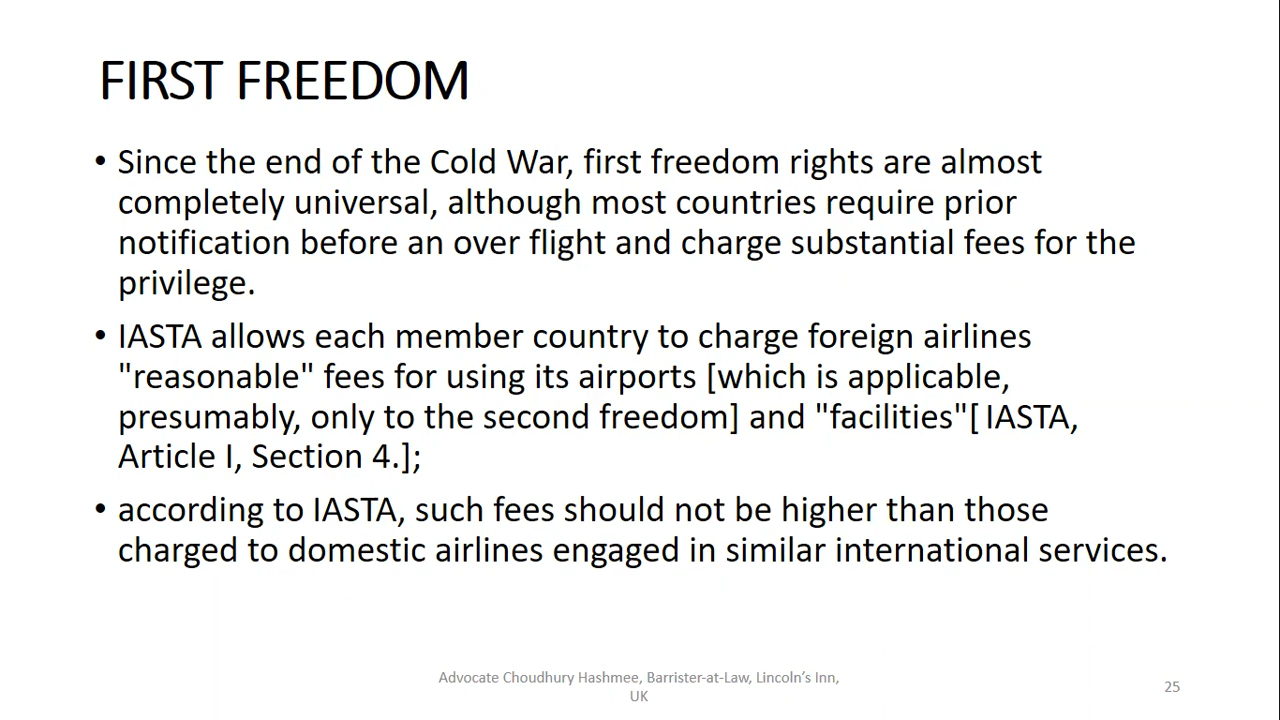 FIRST FREEDOM
• Since the end of the Cold War, first freedom rights are almost
completely universal, although most countries require prior
notification before an over flight and charge substantial fees for the
privilege.
• IASTA allows each member country to charge foreign airlines
"reasonable" fees for using its airports [which is applicable,
presumably, only to the second freedom] and "facilities"[ IASTA,
Article I, Section 4.];
• according to IASTA, such fees should not be higher than those
charged to domestic airlines engaged in similar international services.
Advocate Choudhury Hashmee, Barrister-at-Law, Lincoln’s Inn,
UK
25